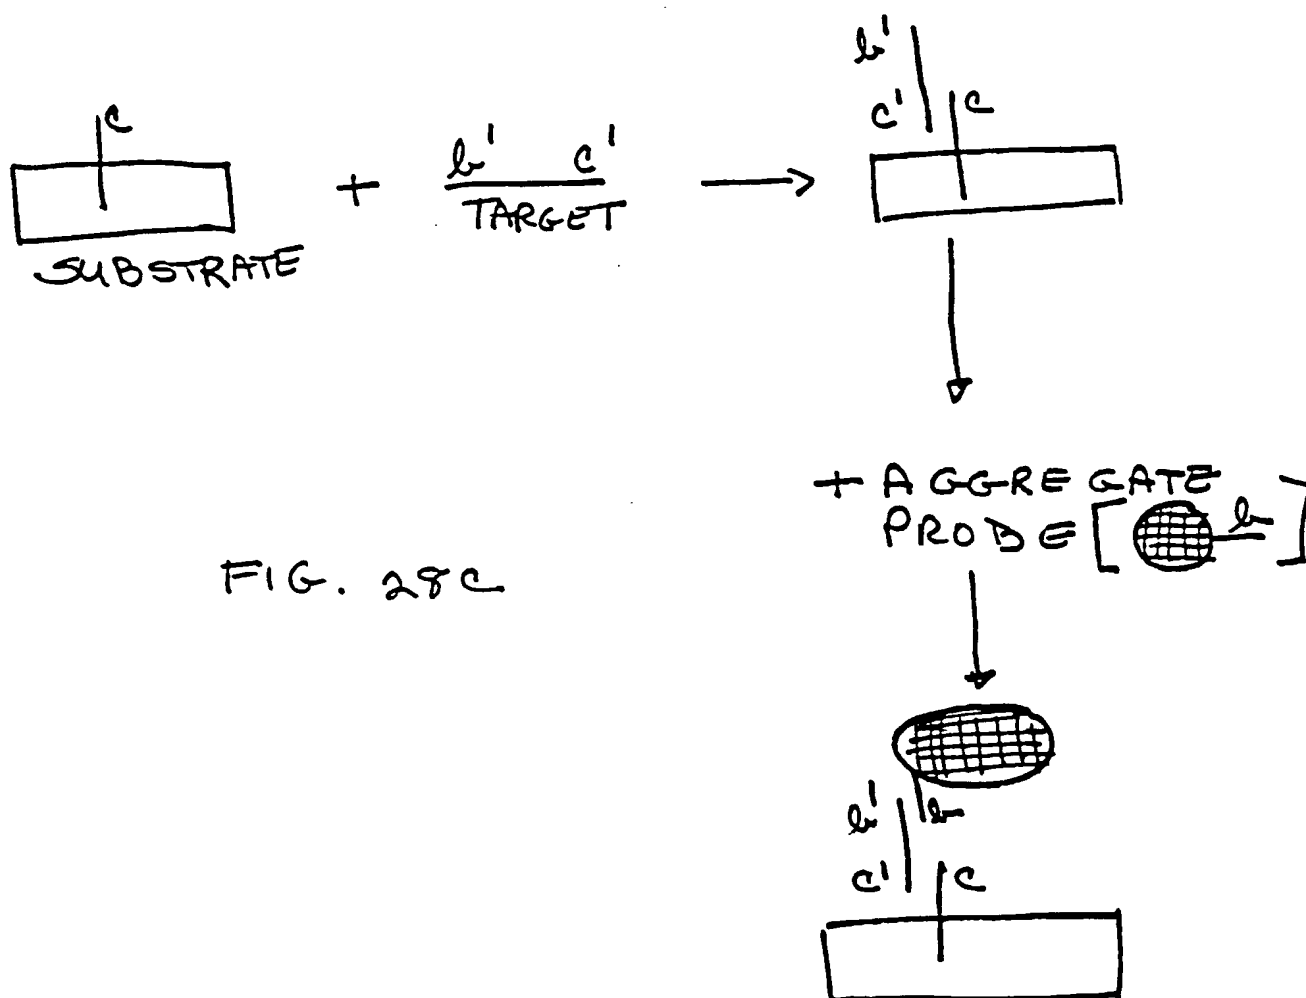 c
SUBSTRATE
+
b' c'
TARGET
b'
c' c
+ AGGREGATE
PROBE [ b ]
FIG. 28C
b' b
c' c